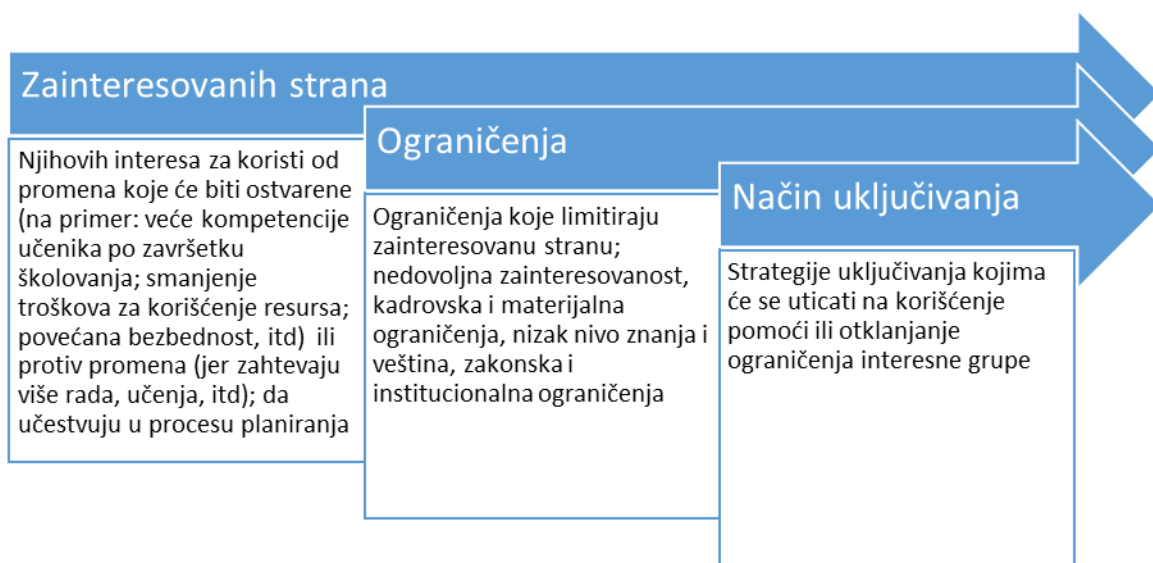 Zainteresovanih strana
Njihovih interesa za koristi od
promena koje će biti ostvarene
(na primer: veće kompetencije
učenika po završetku
školovanja; smanjenje
troškova za korišćenje resursa;
povećana bezbednost, itd) ili
protiv promena (jer zahtevaju
više rada, učenja, itd); da
učestvuju u procesu planiranja
Ograničenja
Ograničenja koje limitiraju
zainteresovanu stranu;
nedovoljna zainteresovanost,
kadrovska i materijalna
ograničenja, nizak nivo znanja i
veština, zakonska i
institucionalna ograničenja
Način uključivanja
Strategije uključivanja kojima
će se uticati na korišćenje
pomoći ili otklanjanje
ograničenja interesne grupe